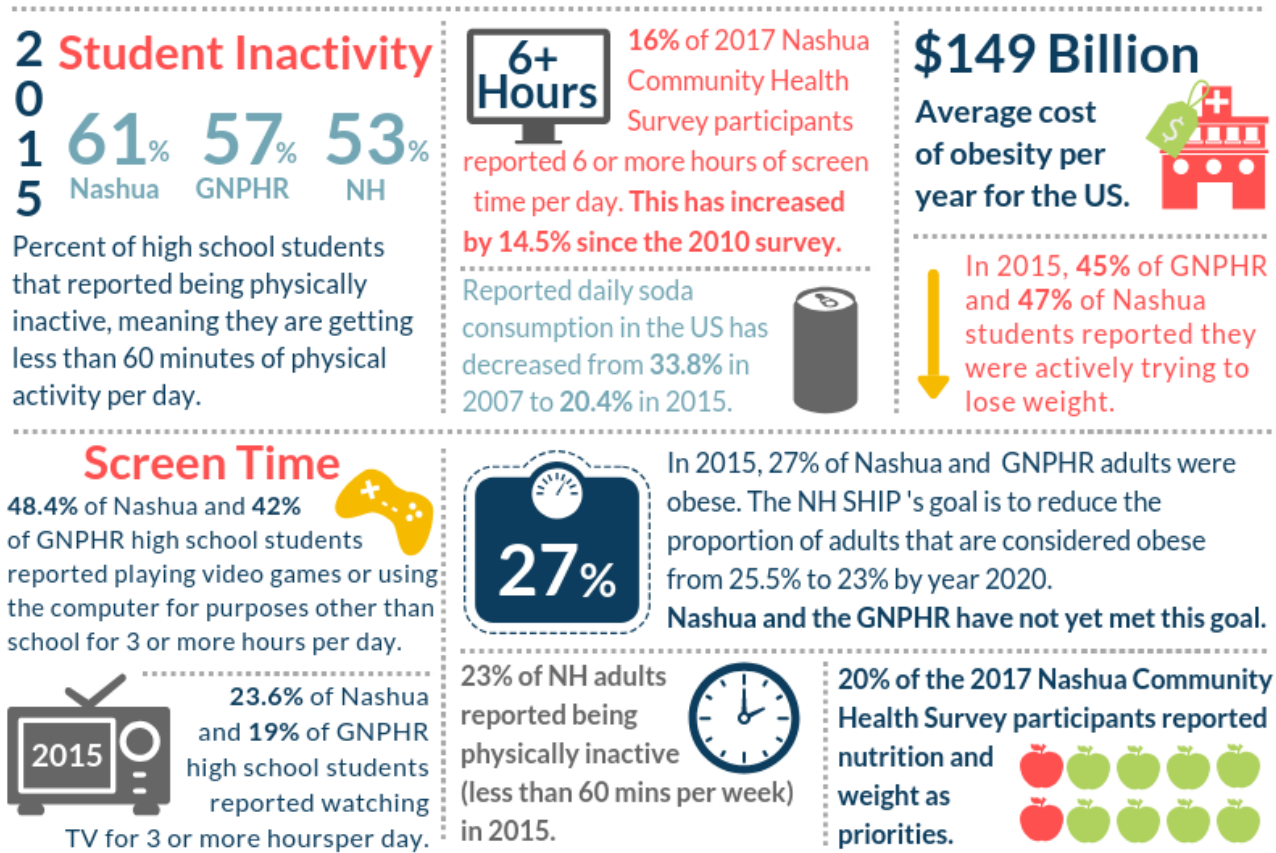 2015
Student Inactivity
61% 57% 53%
Nashua GNPHR NH
Percent of high school students
that reported being physically
inactive, meaning they are getting
less than 60 minutes of physical
activity per day.
6+
Hours
16% of 2017 Nashua
Community Health
Survey participants
reported 6 or more hours of screen
time per day. This has increased
by 14.5% since the 2010 survey.
Reported daily soda
consumption in the US has
decreased from 33.8% in
2007 to 20.4% in 2015.
$149 Billion
Average cost
of obesity per
year for the US.
$
In 2015, 45% of GNPHR
and 47% of Nashua
students reported they
were actively trying to
lose weight.
Screen Time
48.4% of Nashua and 42%
of GNPHR high school students
reported playing video games or using
the computer for purposes other than
school for 3 or more hours per day.
2015
23.6% of Nashua
and 19% of GNPHR
high school students
reported watching
TV for 3 or more hoursper day.
27%
In 2015, 27% of Nashua and GNPHR adults were
obese. The NH SHIP 's goal is to reduce the
proportion of adults that are considered obese
from 25.5% to 23% by year 2020.
Nashua and the GNPHR have not yet met this goal.
23% of NH adults
reported being
physically inactive
(less than 60 mins per week)
in 2015.
20% of the 2017 Nashua Community
Health Survey participants reported
nutrition and
weight as
priorities.